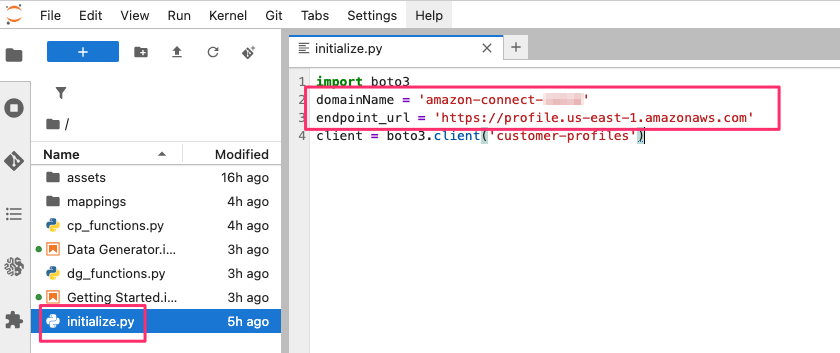 File Edit View Run Kernel Git Tabs Settings Help
+
/
Name Modified
assets 16h ago
mappings 4h ago
cp_functions.py 4h ago
Data Generator.i... 3h ago
dg_functions.py 3h ago
Getting Started.i... 3h ago
initialize.py 5h ago
initialize.py × +
1 import boto3
2 domainName = 'amazon-connect-      '
3 endpoint_url = 'https://profile.us-east-1.amazonaws.com'
4 client = boto3.client('customer-profiles')